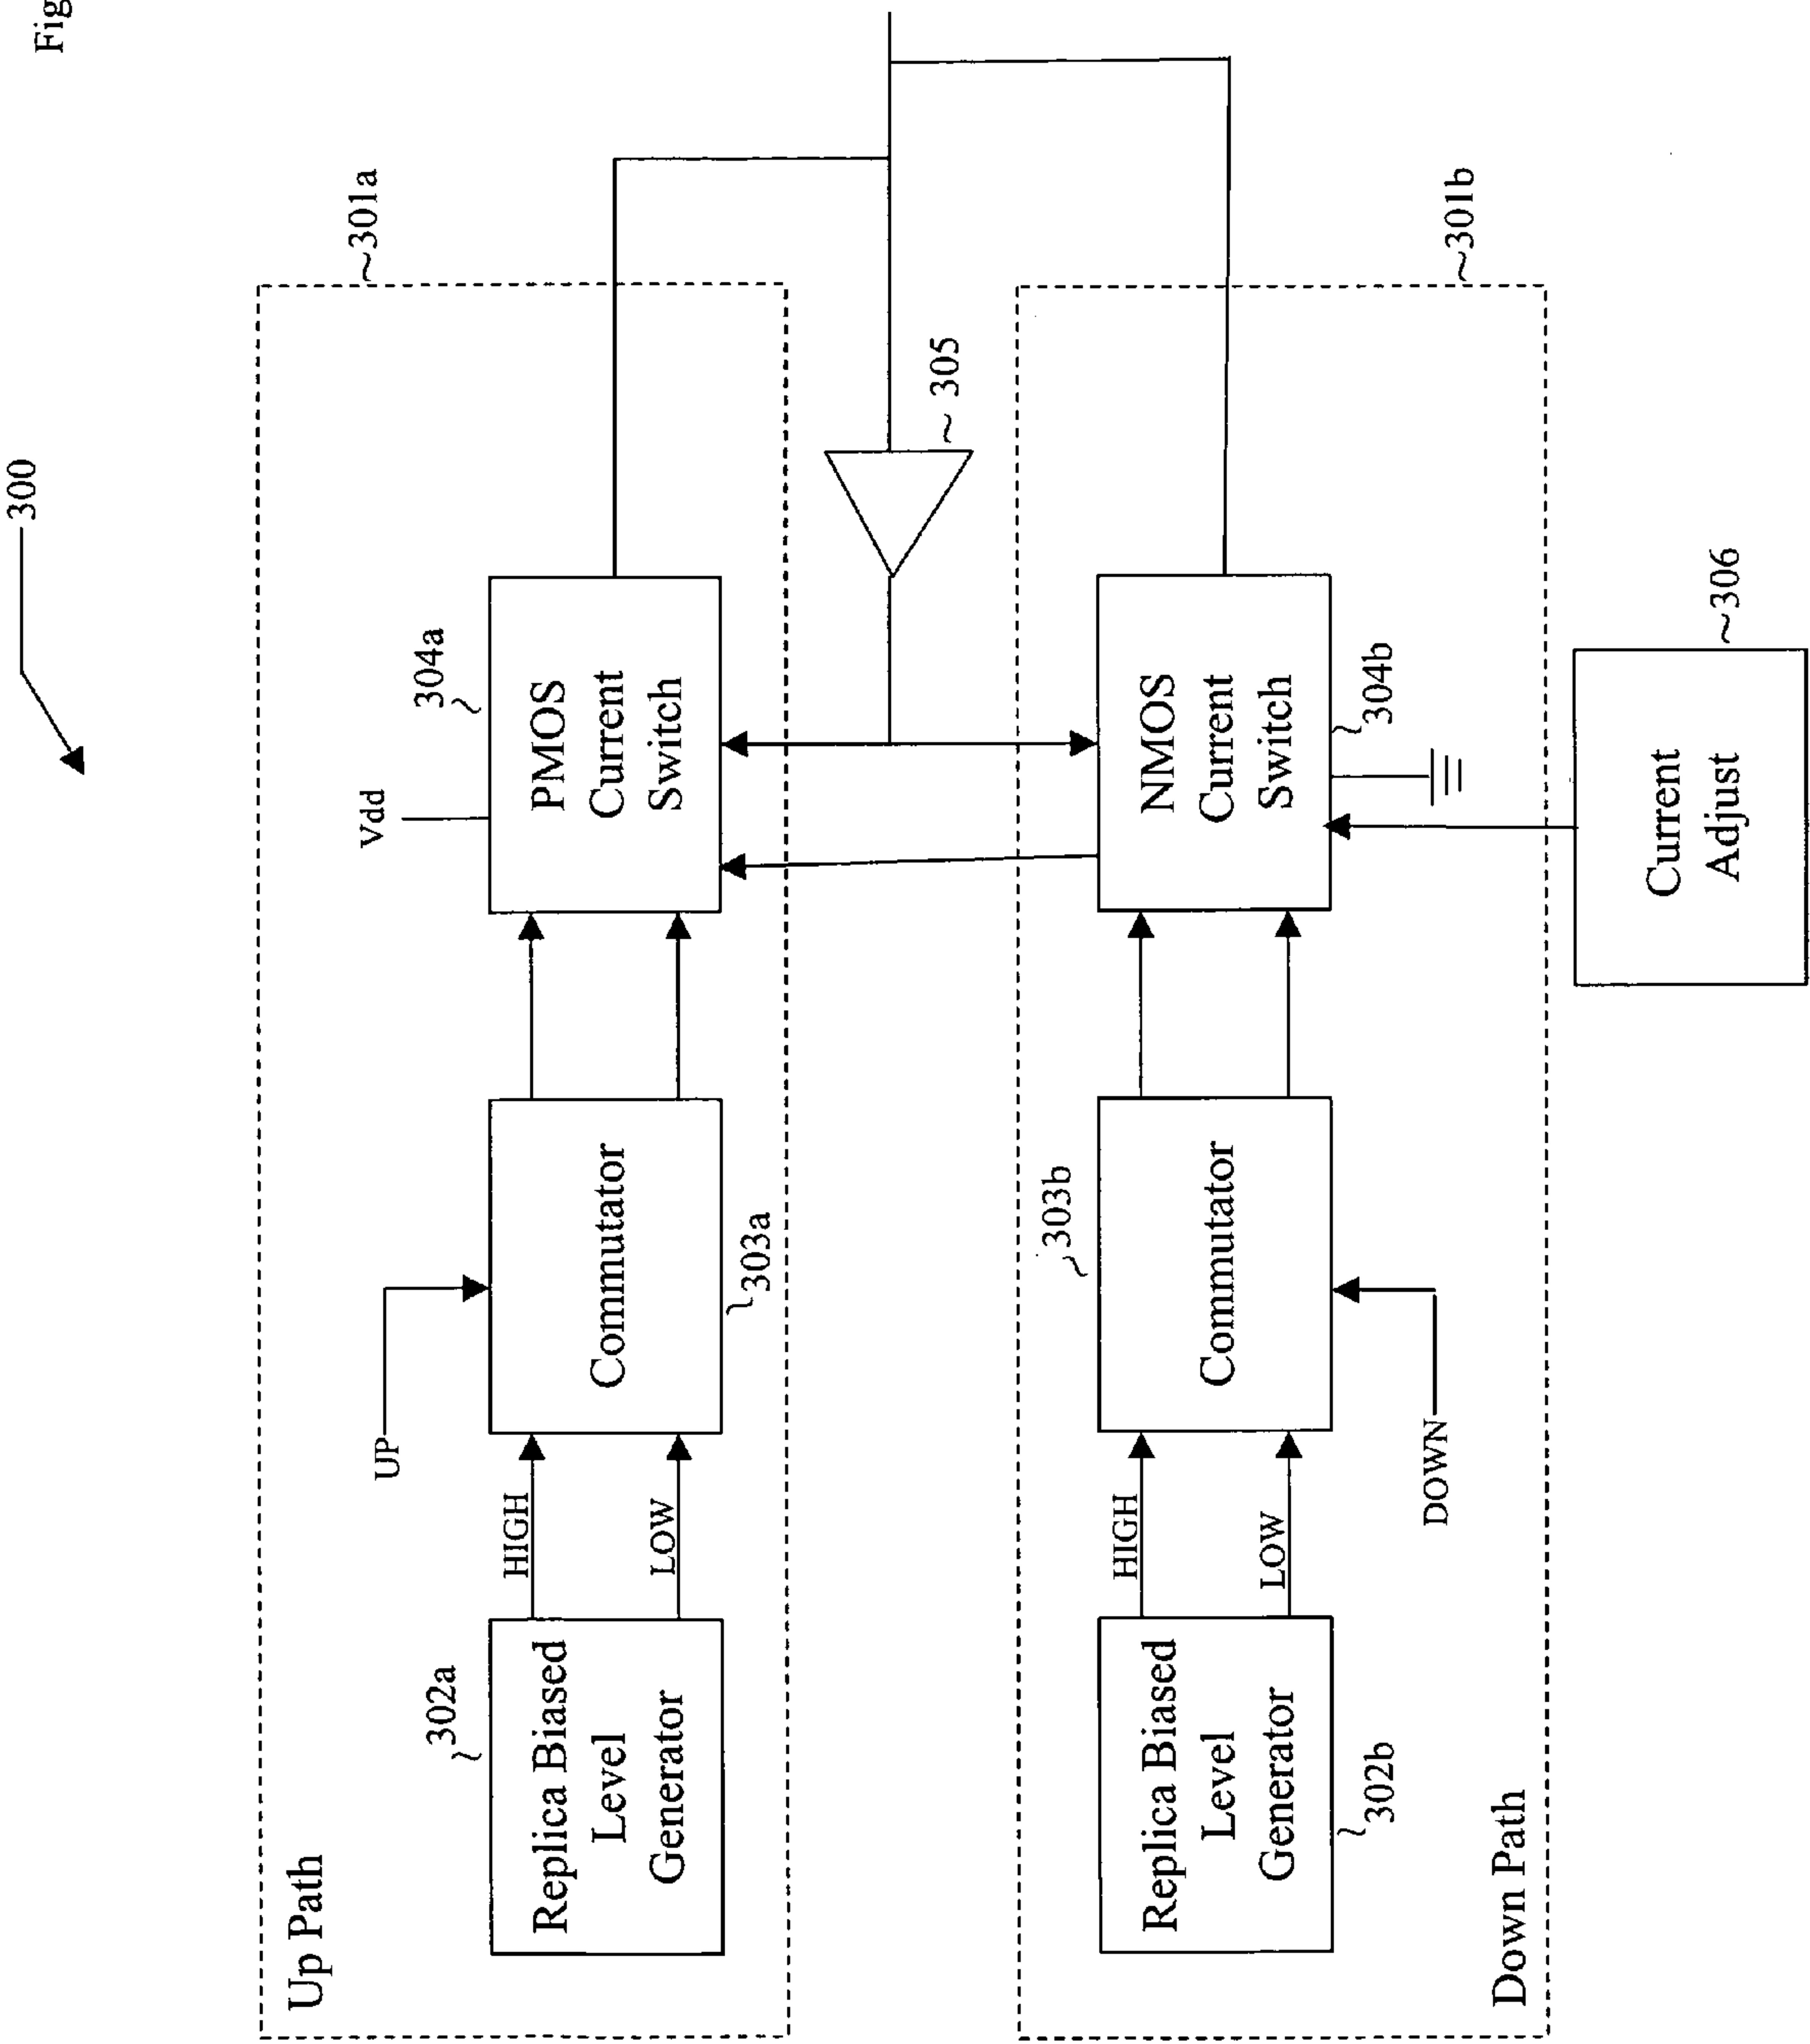 Fig
300
Up Path
~301a
Vdd
UP
302a
Replica Biased
Level
Generator
HIGH
LOW
Commutator
303a
304a
PMOS
Current
Switch
~ 305
303b
Replica Biased
Level
Generator
302b
HIGH
LOW
Commutator
NMOS
Current
Switch
304b
DOWN
Down Path
~301b
Current
Adjust
~306